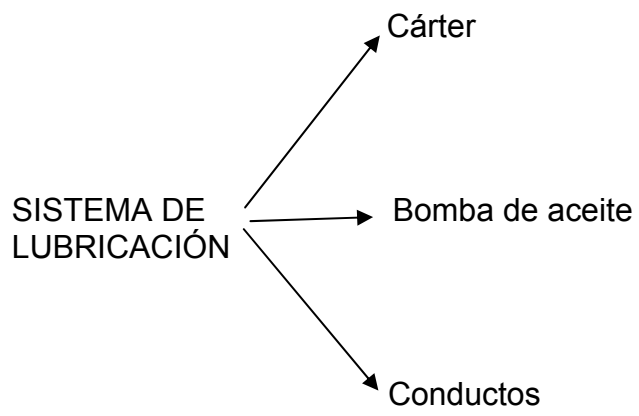 Cárter
SISTEMA DE
LUBRICACIÓN
Bomba de aceite
Conductos